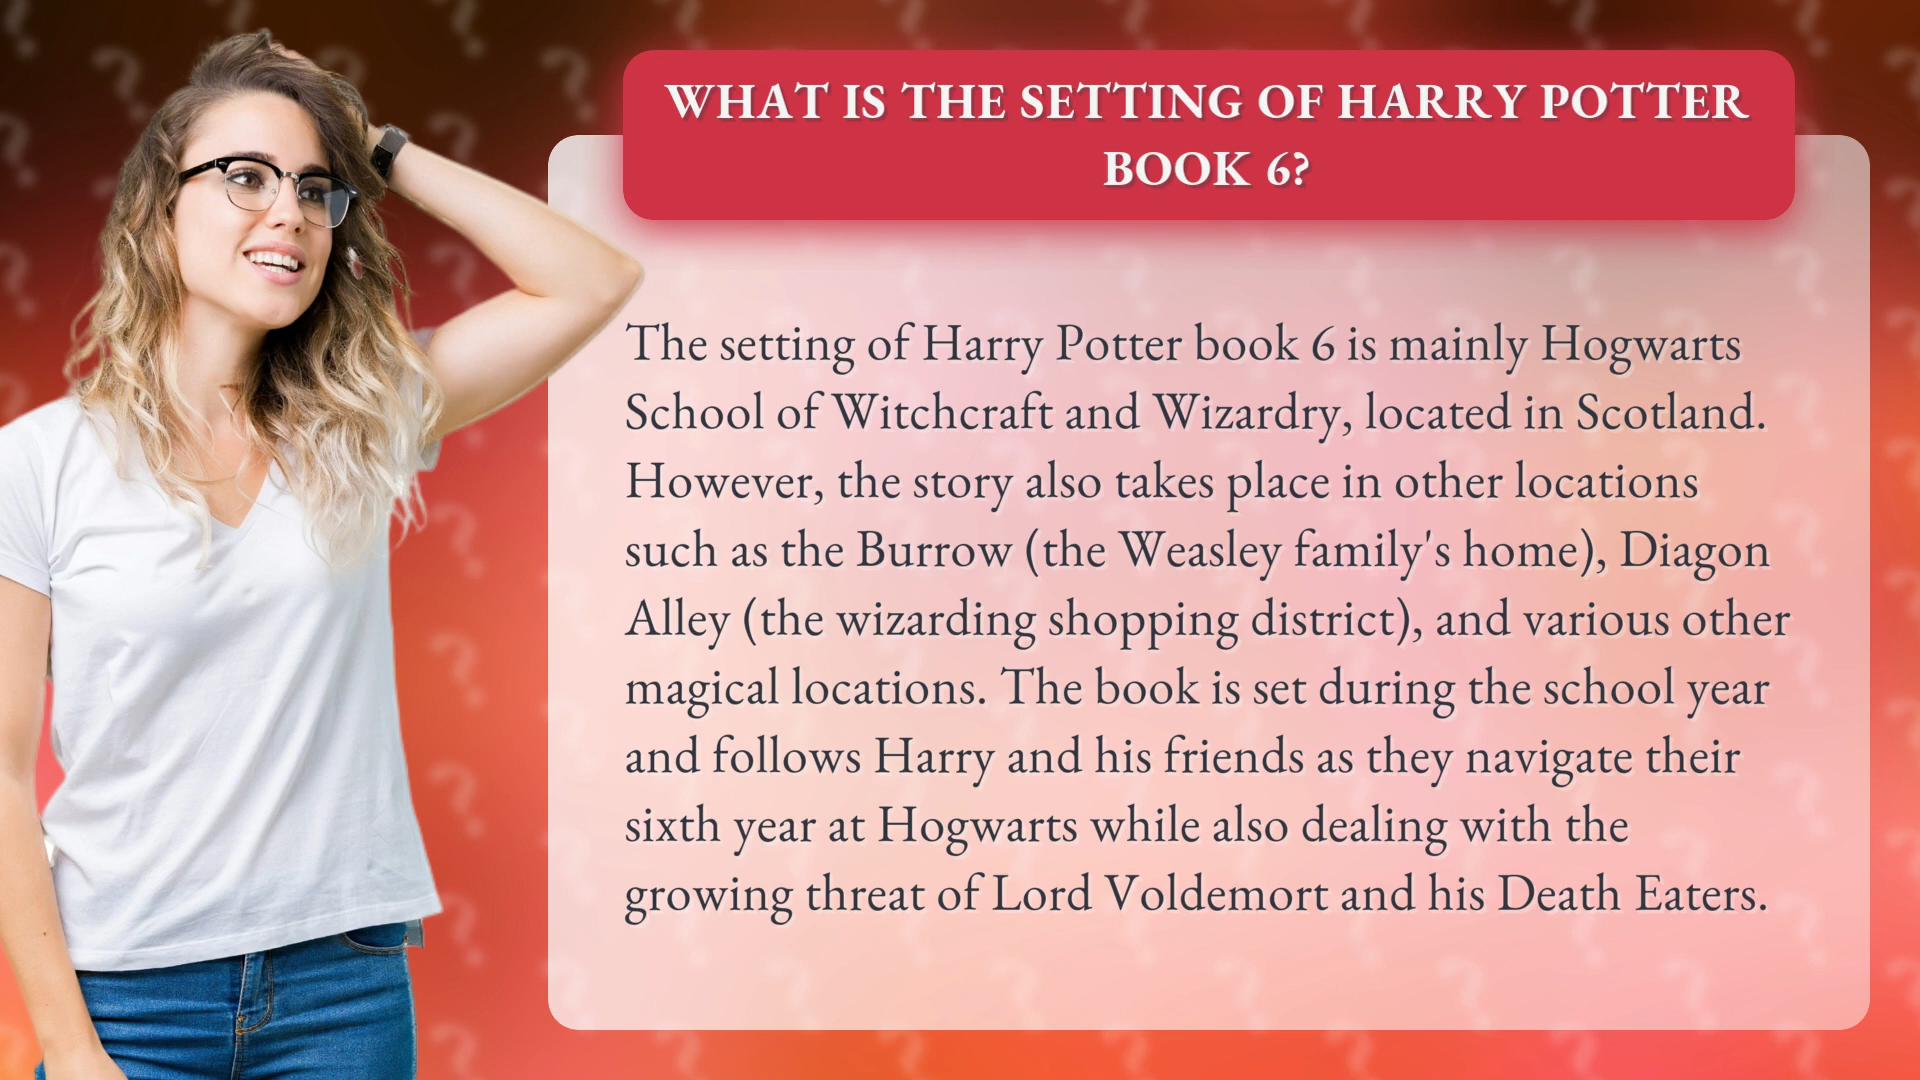 WHAT IS THE SETTING OF HARRY POTTER
BOOK 6?
The setting of Harry Potter book 6 is mainly Hogwarts
School of Witchcraft and Wizardry, located in Scotland.
However, the story also takes place in other locations
such as the Burrow (the Weasley family's home), Diagon
Alley (the wizarding shopping district), and various other
magical locations. The book is set during the school year
and follows Harry and his friends as they navigate their
sixth year at Hogwarts while also dealing with the
growing threat of Lord Voldemort and his Death Eaters.